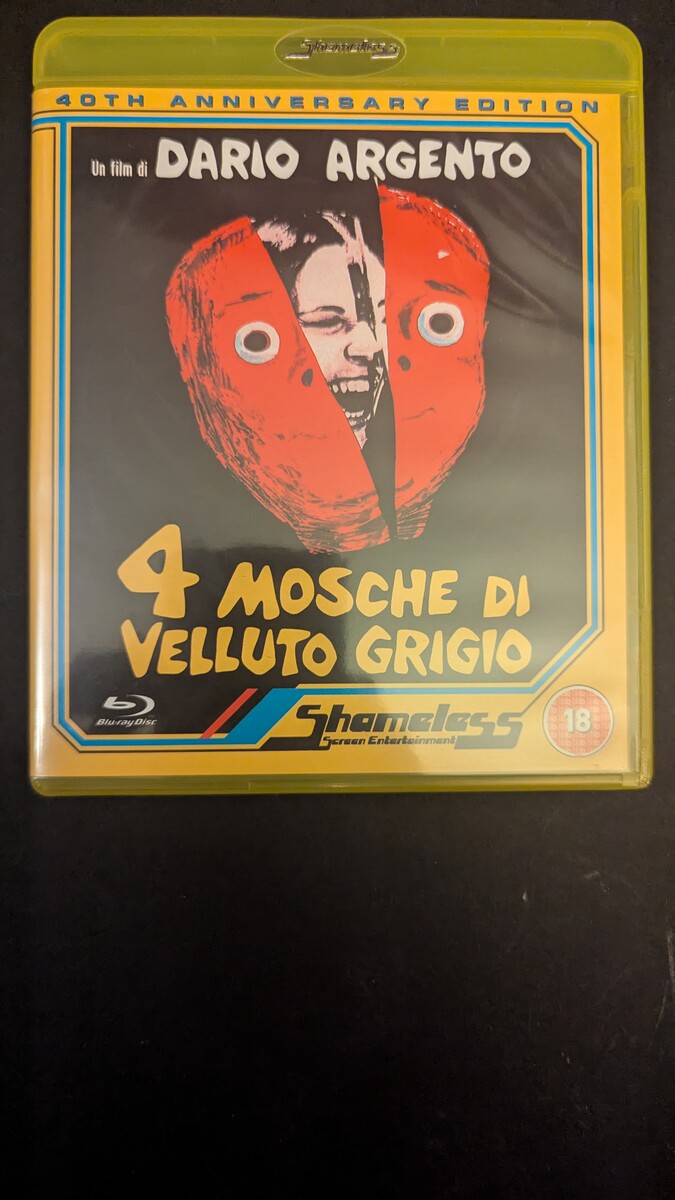 Shameless
40TH ANNIVERSARY EDITION
Un film di DARIO ARGENTO
4 MOSCHE DI
VELLUTO GRIGIO
Blu-ray Disc
Shameless
Screen Entertainment
18